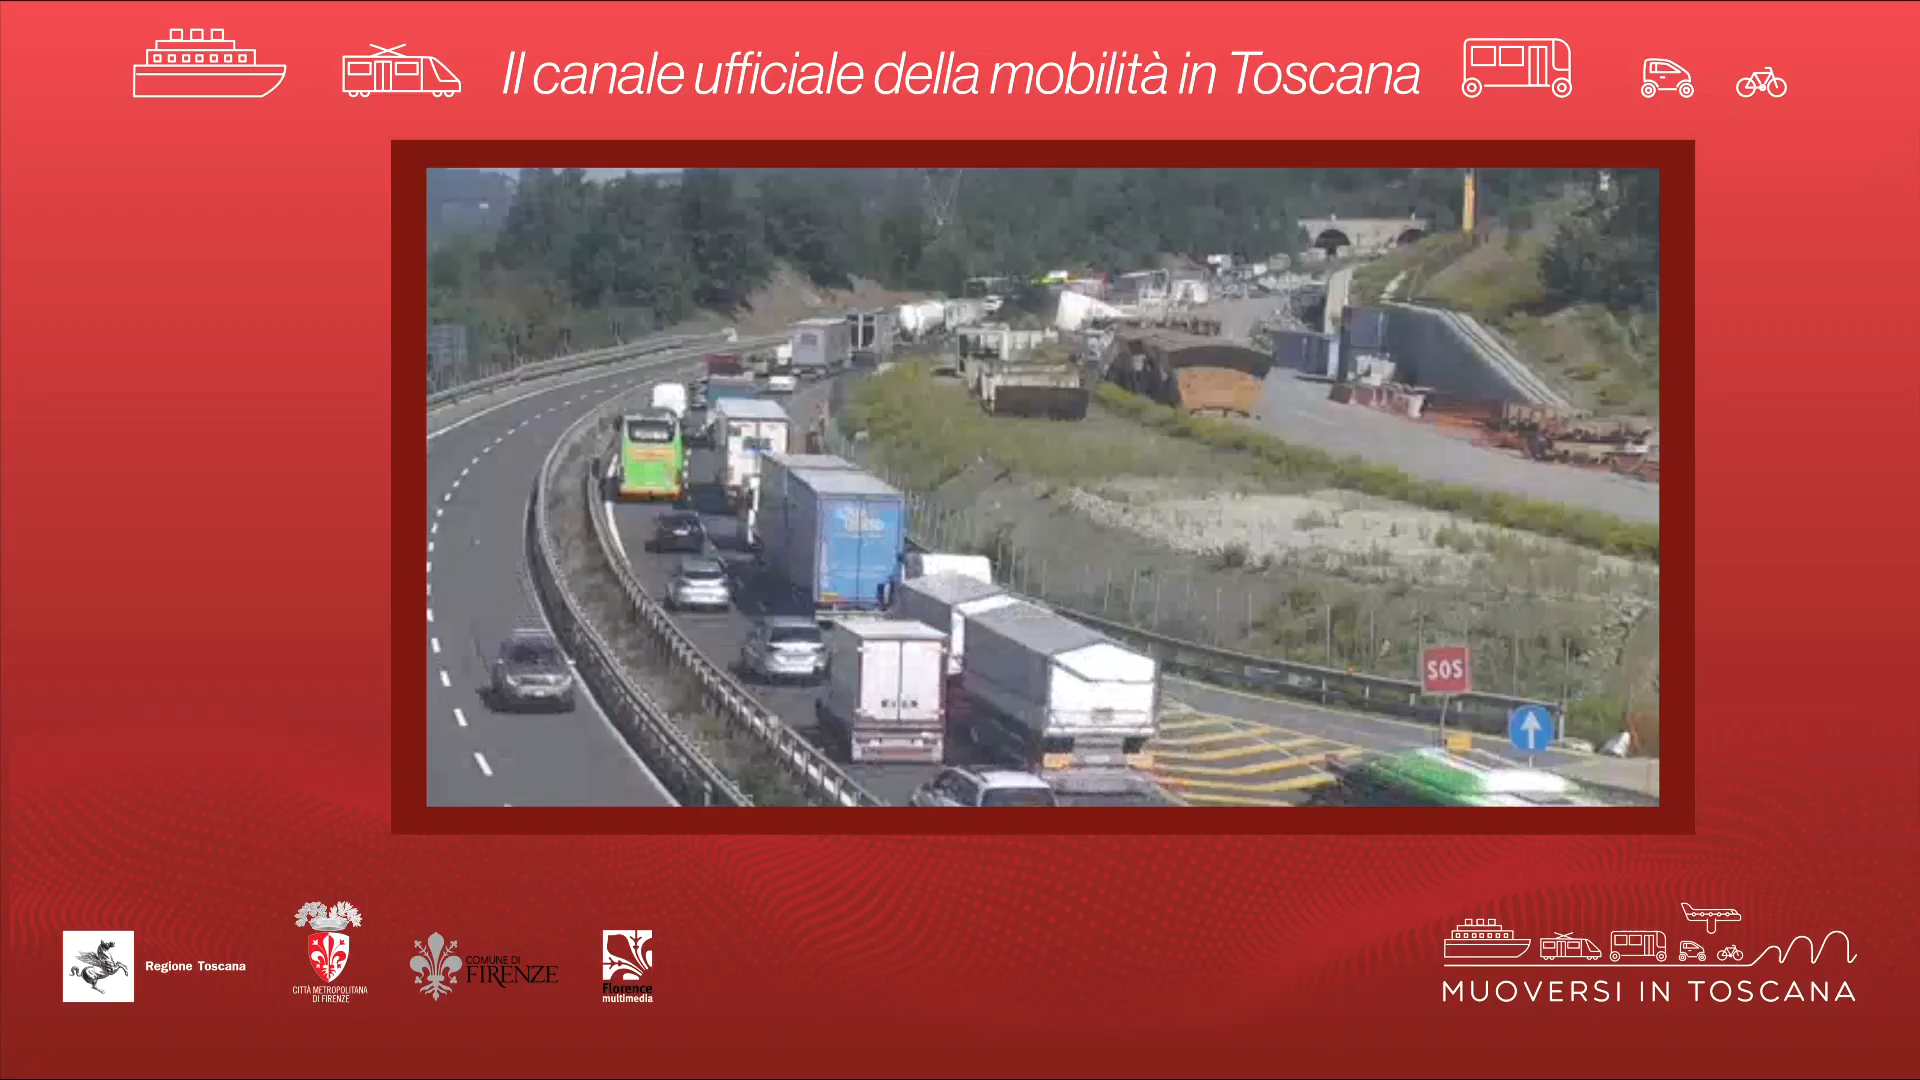 Il canale ufficiale della mobilità in Toscana
SOS
Regione Toscana
CITTÀ METROPOLITANA
DI FIRENZE
COMUNE DI
FIRENZE
Florence
multimedia
MUOVERSI IN TOSCANA